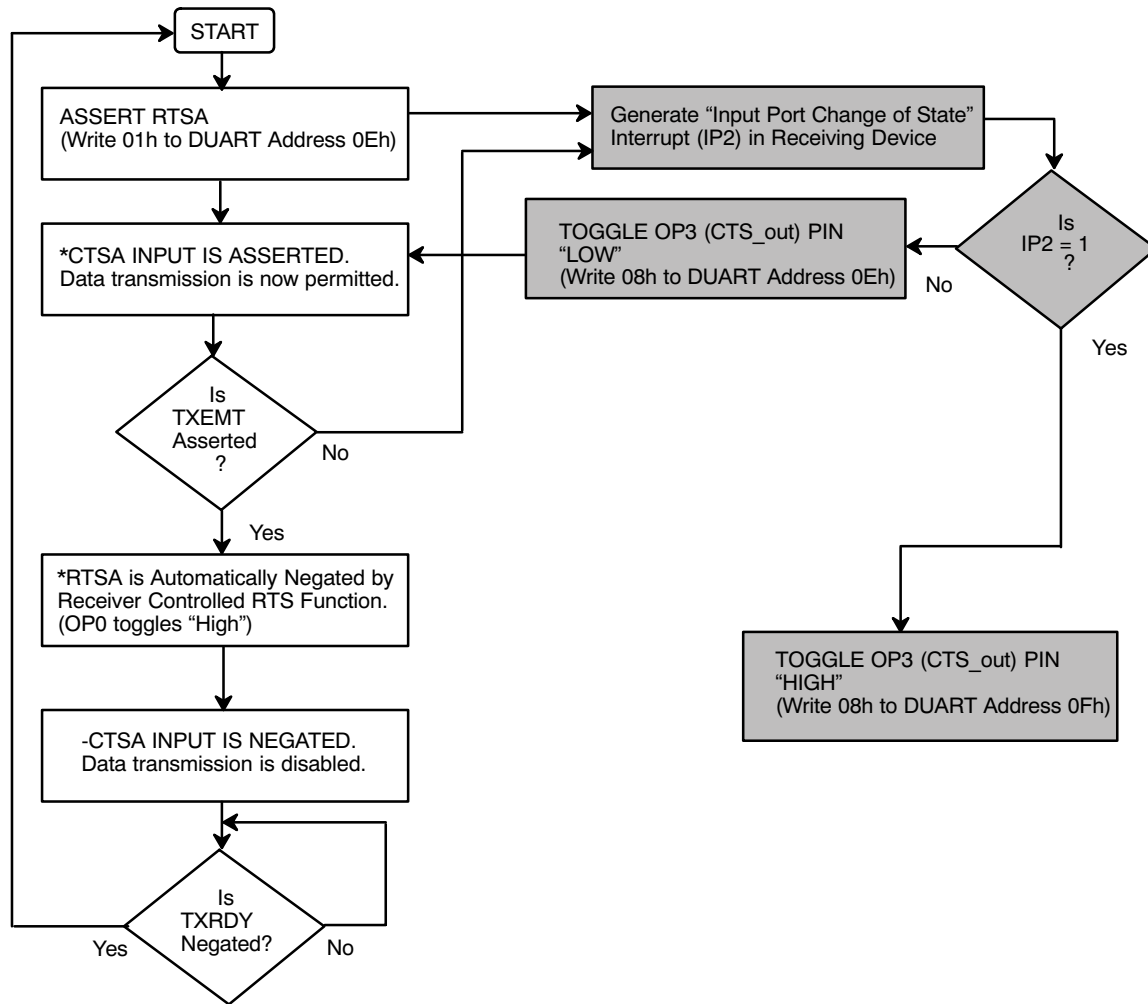 START
ASSERT RTSA
(Write 01h to DUART Address 0Eh)
Generate “Input Port Change of State”
Interrupt (IP2) in Receiving Device
Is
IP2 = 1
?
No
Yes
TOGGLE OP3 (CTS_out) PIN
“LOW”
(Write 08h to DUART Address 0Eh)
*CTSA INPUT IS ASSERTED.
Data transmission is now permitted.
Is
TXEMT
Asserted
?
No
Yes
*RTSA is Automatically Negated by
Receiver Controlled RTS Function.
(OP0 toggles “High”)
TOGGLE OP3 (CTS_out) PIN
“HIGH”
(Write 08h to DUART Address 0Fh)
-CTSA INPUT IS NEGATED.
Data transmission is disabled.
Is
TXRDY
Negated?
Yes
No